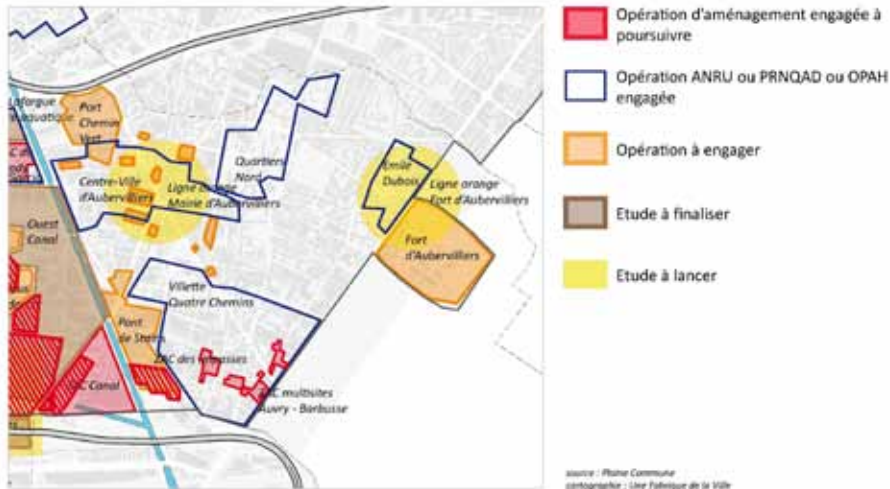 Opération d'aménagement engagée à
poursuivre
Opération ANRU ou PRNQAD ou OPAH
engagée
Opération à engager
Etude à finaliser
Etude à lancer
Port
Chemin
Vert
Centre-Ville
d'Aubervilliers
Ligne orange
Mairie d'Aubervilliers
Quartiers
Nord
Emile
Dubois
Ligne orange
Fort d'Aubervilliers
Fort
d'Aubervilliers
Ouest
Canal
Villette
Quatre Chemins
Pont
de Stains
ZAC des Impasses
Canal
multisites
Auvry - Barbusse
source : Plaine Commune
cartographie : Une Fabrique de la Ville